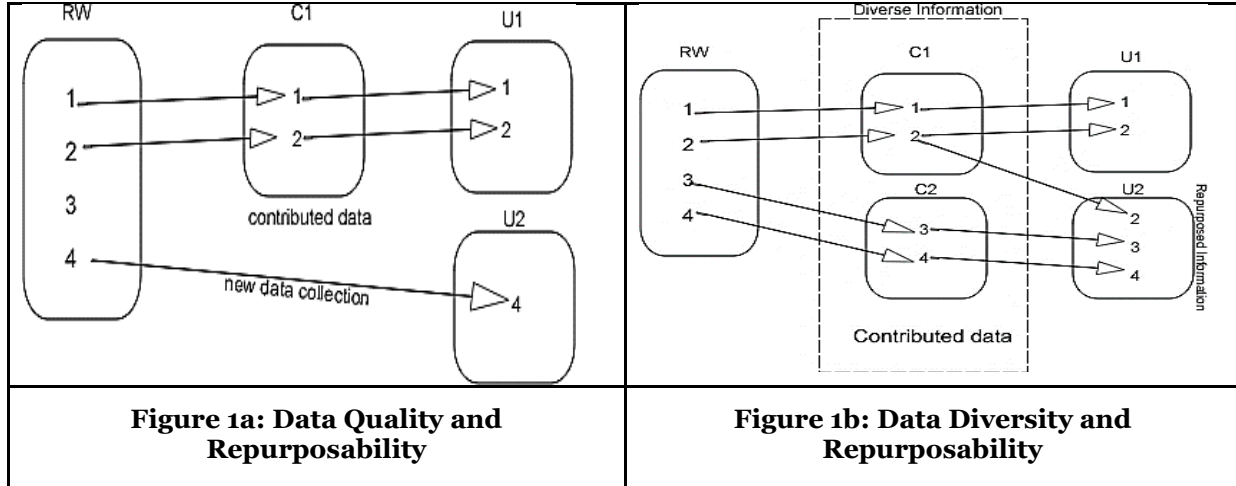 RW
C1
U1
1
2
3
4
1
2
1
2
contributed data
U2
new data collection
4
Figure 1a: Data Quality and
Repurposability
Diverse Information
RW
C1
U1
1
2
3
4
1
2
1
2
C2
U2
3
4
2
3
4
Repurposed Information
Contributed data
Figure 1b: Data Diversity and
Repurposability